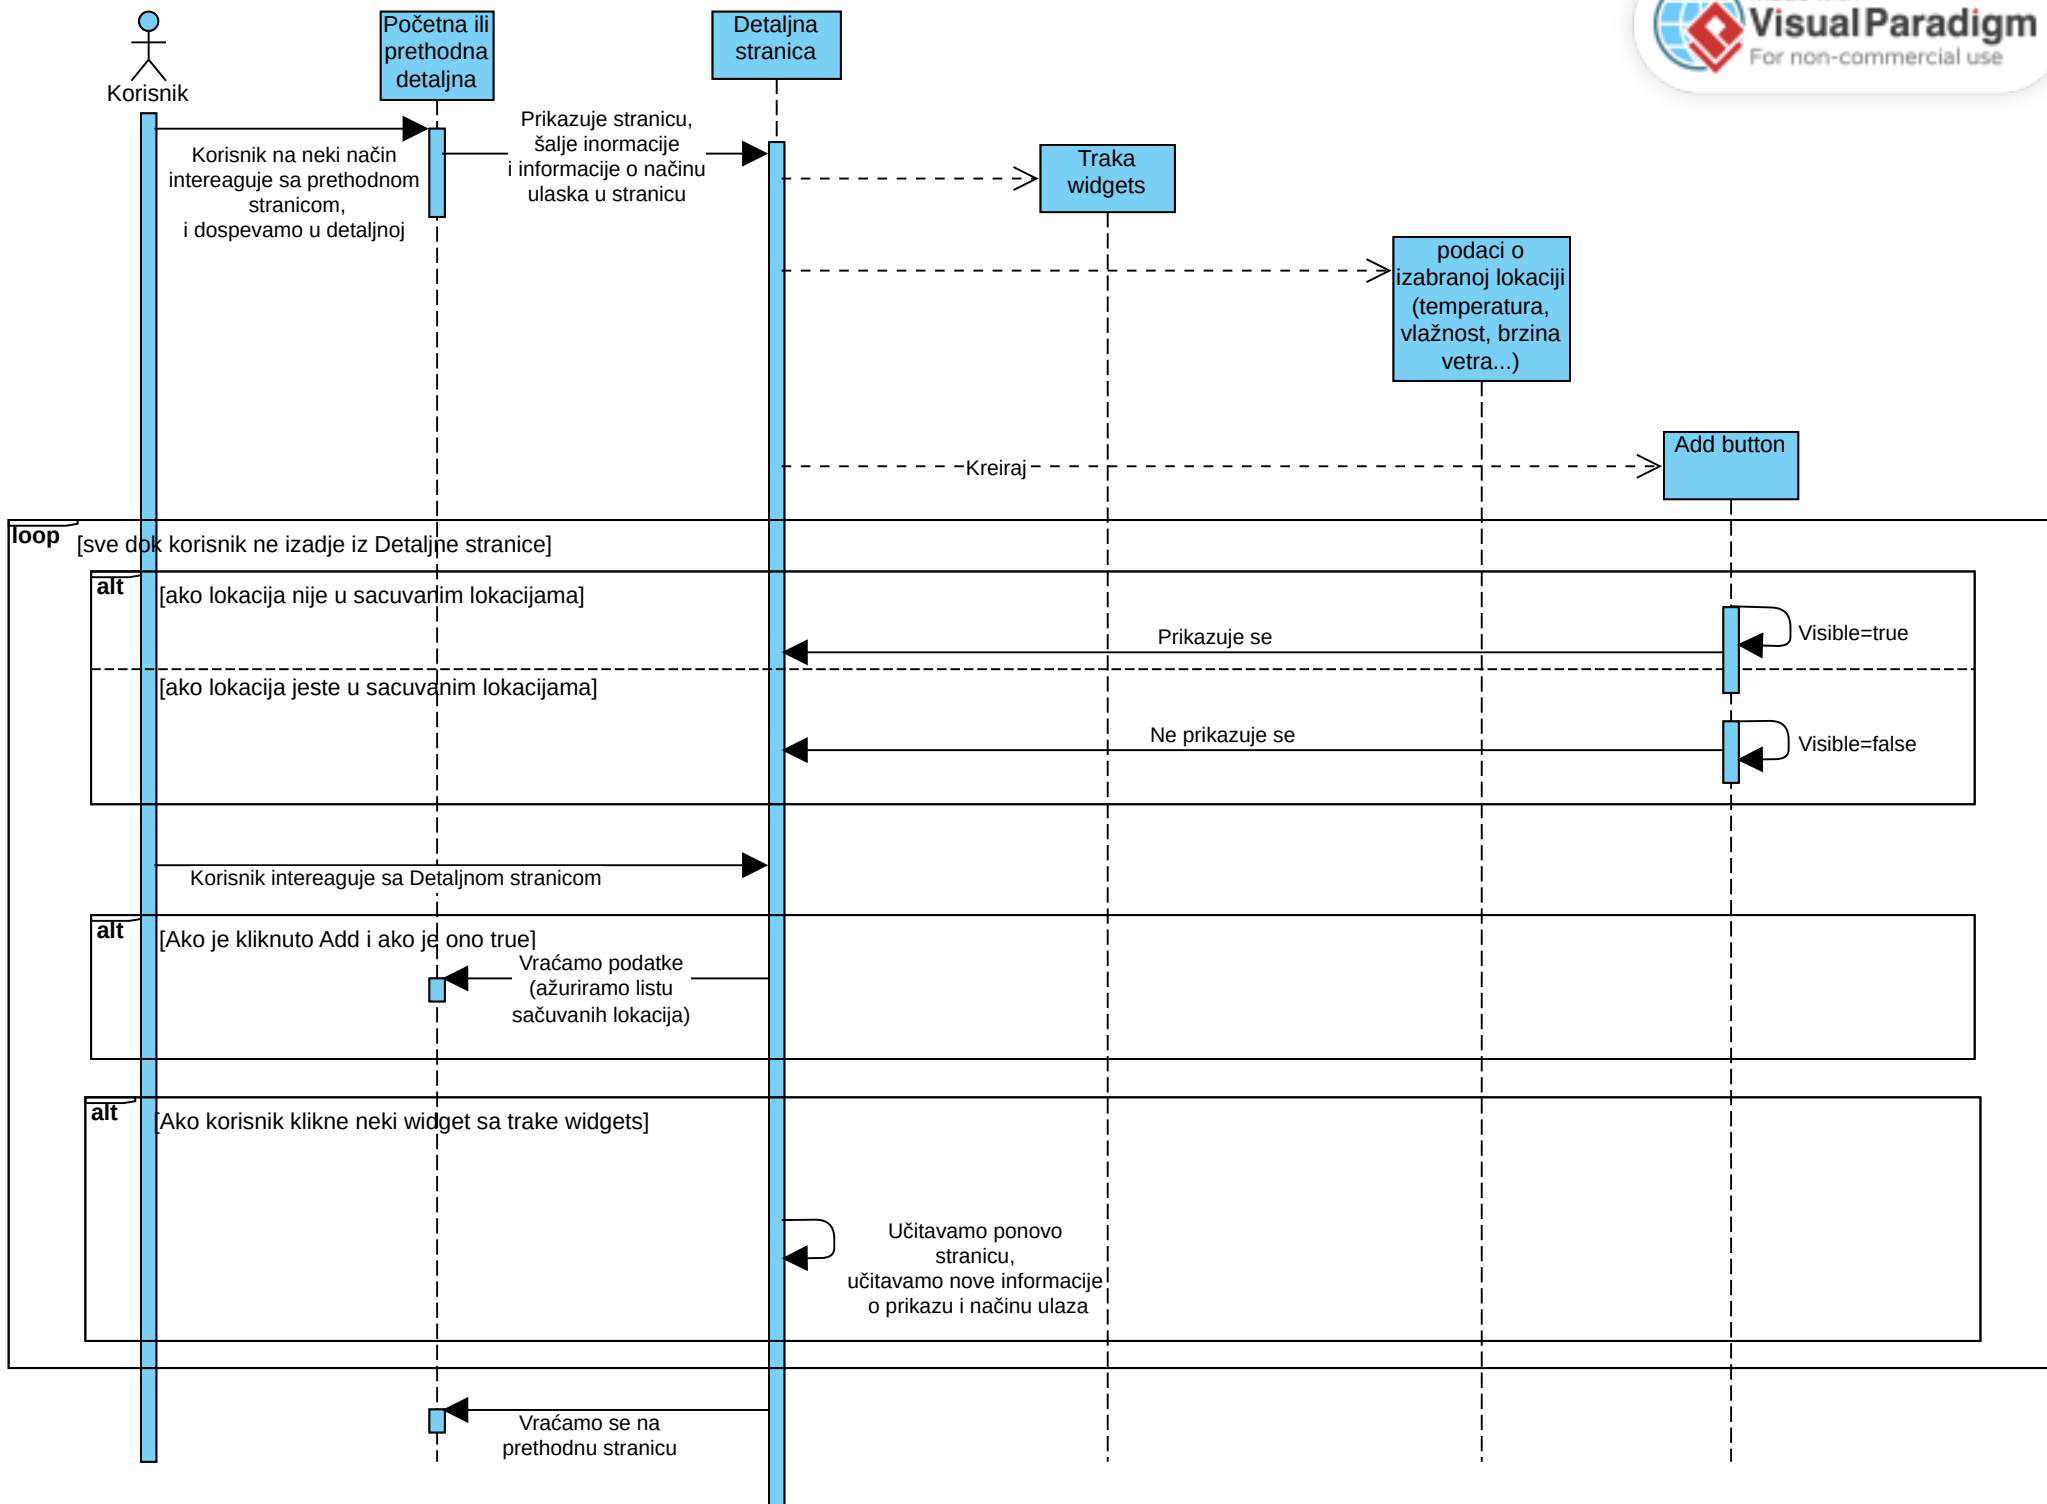 VisualParadigm
For non-commercial use
Korisnik
Početna ili
prethodna
detaljna
Detaljna
stranica
Korisnik na neki način
intereaguje sa prethodnom
stranicom,
i dospevamo u detaljnoj
Prikazuje stranicu,
šalje inormacije
i informacije o načinu
ulaska u stranicu
Traka
widgets
podaci o
izabranoj lokaciji
(temperatura,
vlažnost, brzina
vetra...)
Add button
Kreiraj
loop
[sve dok korisnik ne izadje iz Detaljne stranice]
alt
[ako lokacija nije u sacuvanim lokacijama]
Visible=true
Prikazuje se
[ako lokacija jeste u sacuvanim lokacijama]
Ne prikazuje se
Visible=false
Korisnik intereaguje sa Detaljnom stranicom
alt
[Ako je kliknuto Add i ako je ono true]
Vraćamo podatke
(ažuriramo listu
sačuvanih lokacija)
alt
[Ako korisnik klikne neki widget sa trake widgets]
Učitavamo ponovo
stranicu,
učitavamo nove informacije
o prikazu i načinu ulaza
Vraćamo se na
prethodnu stranicu